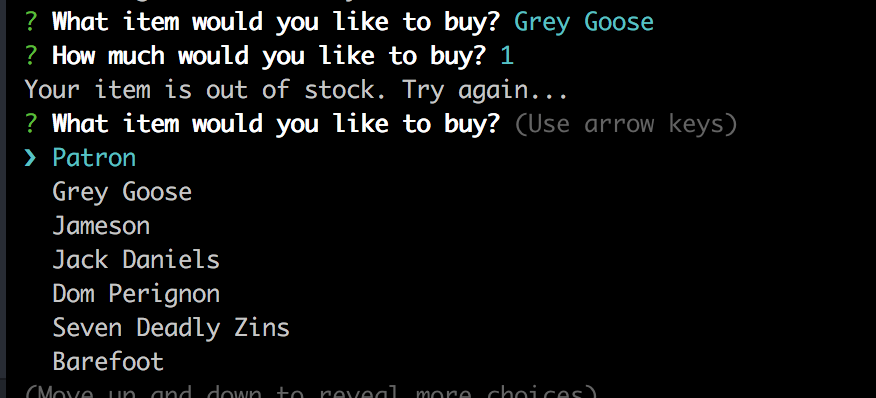 ? What item would you like to buy? Grey Goose
? How much would you like to buy? 1
Your item is out of stock. Try again...
? What item would you like to buy? (Use arrow keys)
❯ Patron
Grey Goose
Jameson
Jack Daniels
Dom Perignon
Seven Deadly Zins
Barefoot
(Move up and down to reveal more choices)